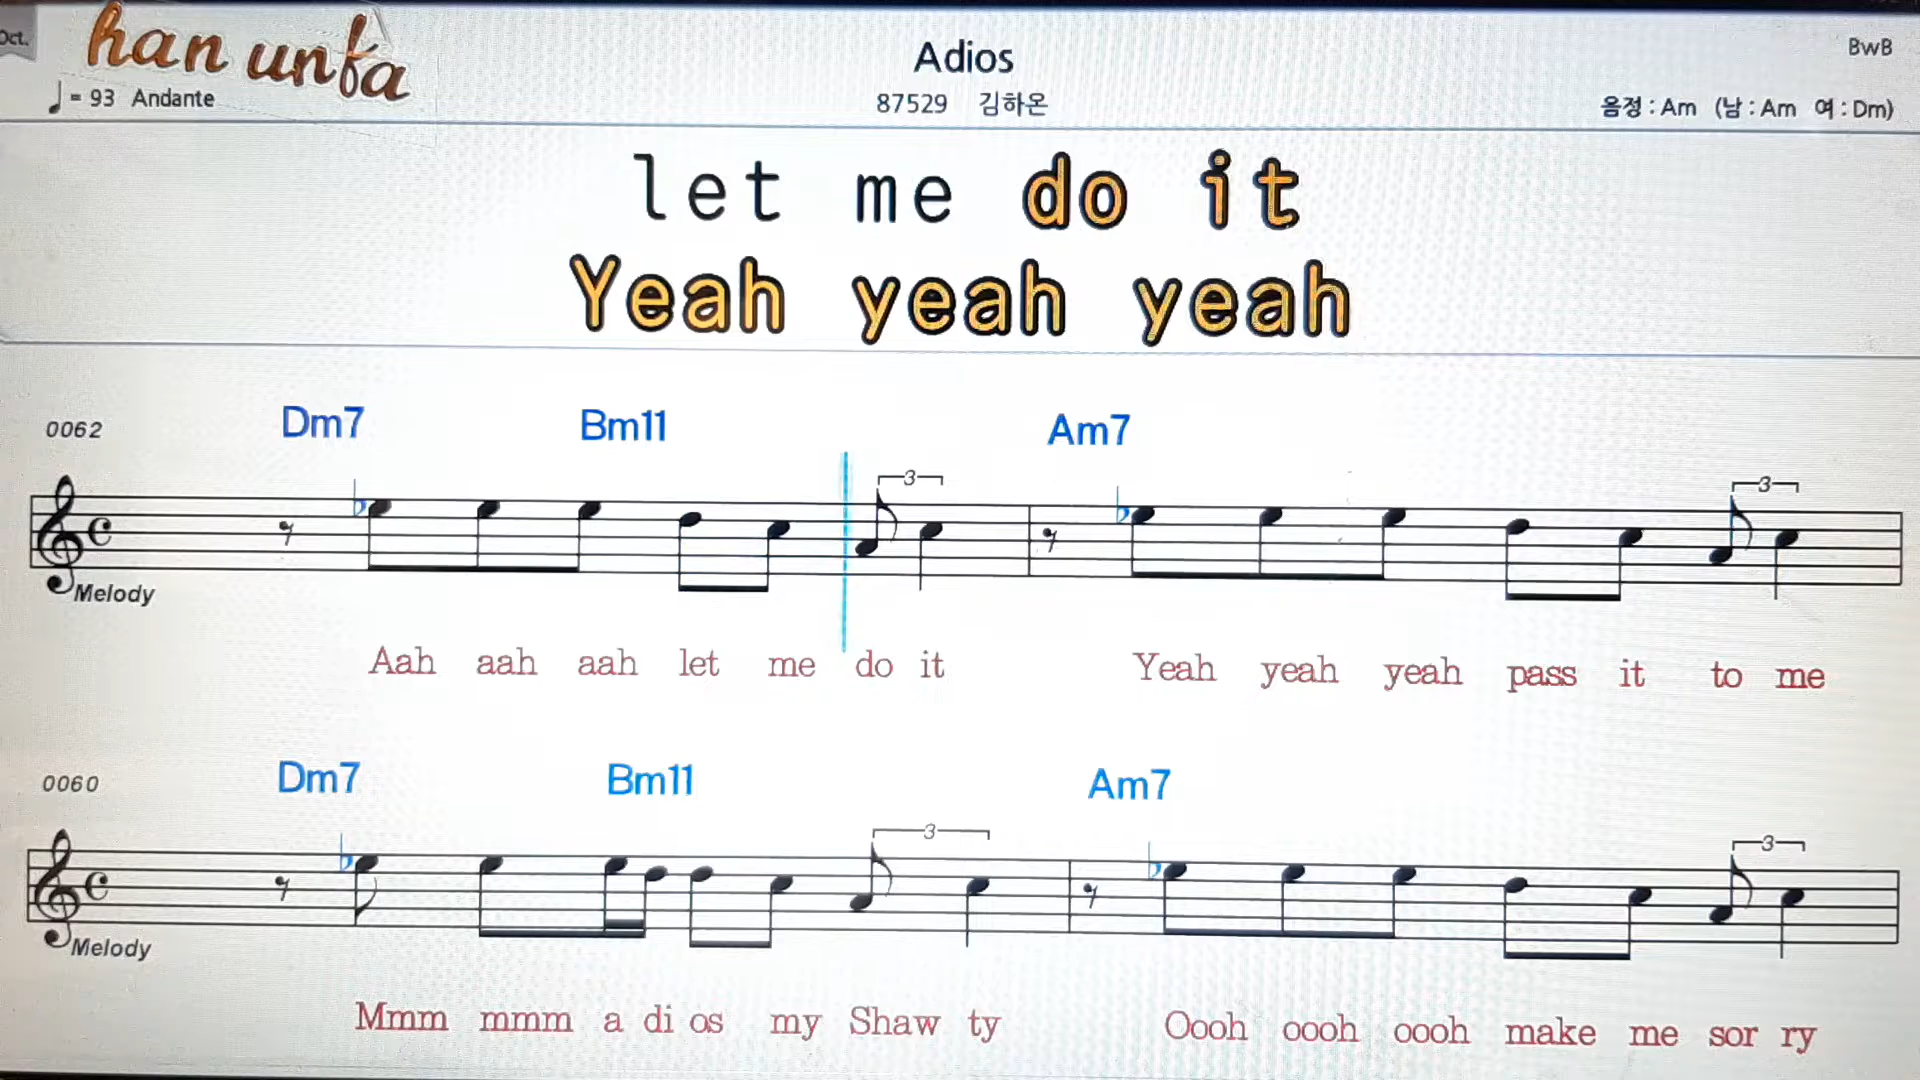 Oct.
han unfa
Adios
BwB
♩= 93 Andante
87529 김하온
음정 : Am (남 : Am 여 : Dm)
let me do it
Yeah yeah yeah
0062
Dm7 Bm11 Am7
3 3
Melody
Aah aah aah let me do it Yeah yeah yeah pass it to me
0060
Dm7 Bm11 Am7
3 3
Melody
Mmm mmm a di os my Shaw ty Oooh oooh oooh make me sor ry